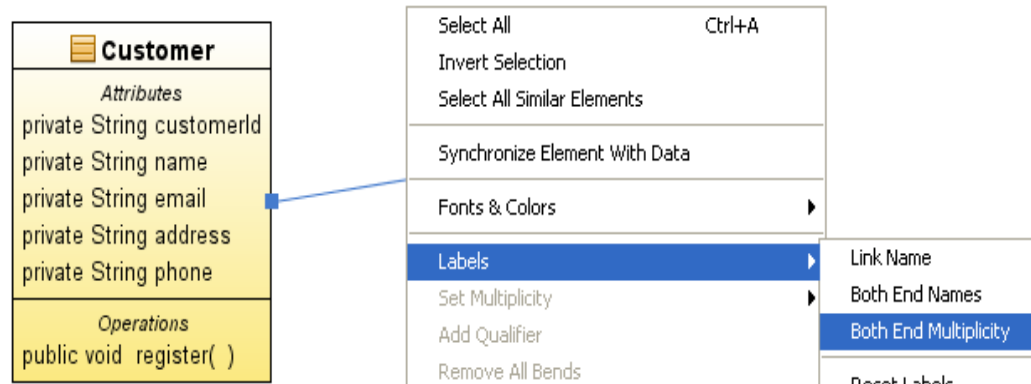 Customer
Attributes
private String customerId
private String name
private String email
private String address
private String phone
Operations
public void register( )
Select All Ctrl+A
Invert Selection
Select All Similar Elements
Synchronize Element With Data
Fonts & Colors
Labels
Set Multiplicity
Add Qualifier
Remove All Bends
Link Name
Both End Names
Both End Multiplicity
Reset Labels